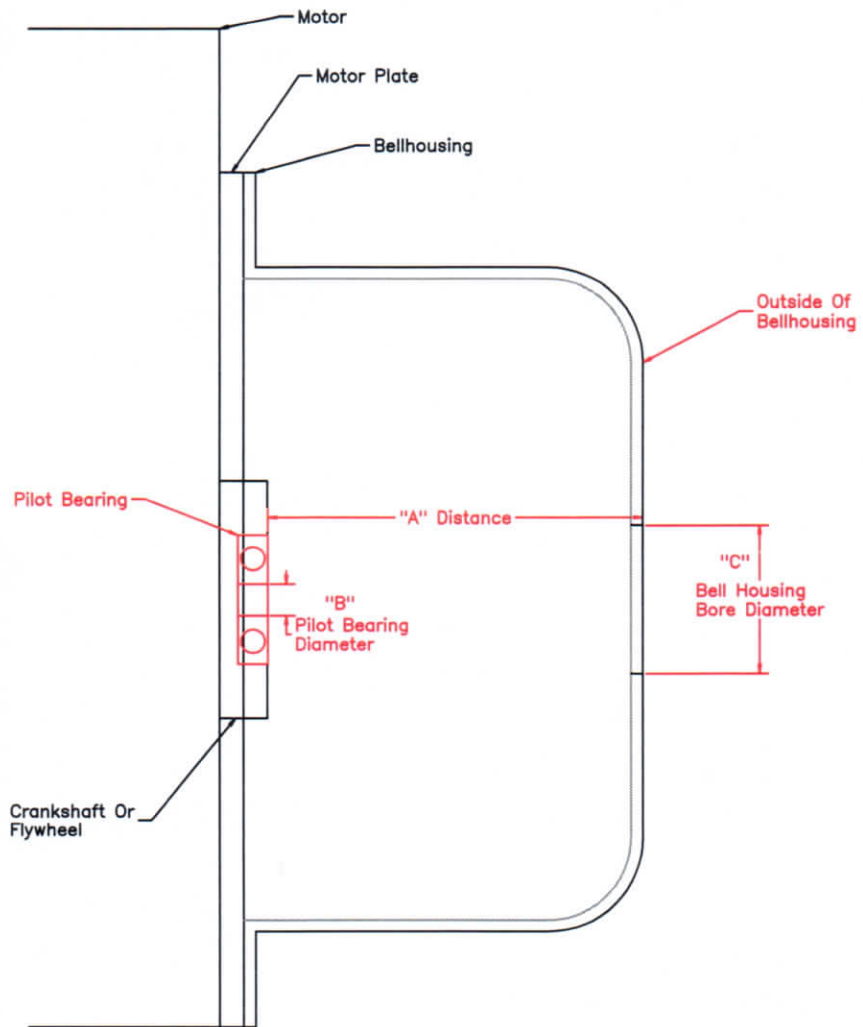 Motor
Motor Plate
Bellhousing
Outside Of
Bellhousing
Pilot Bearing
"A" Distance
"C"
Bell Housing
Bore Diameter
"B"
Pilot Bearing
Diameter
Crankshaft Or
Flywheel